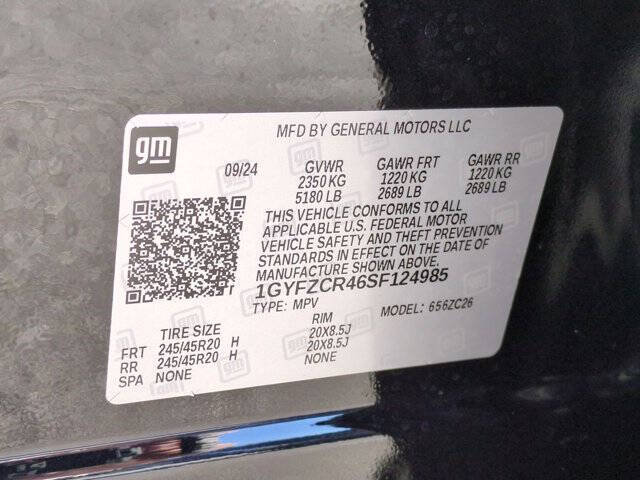 gm
MFD BY GENERAL MOTORS LLC
09/24 GVWR GAWR FRT GAWR RR
2350 KG 1220 KG 1220 KG
5180 LB 2689 LB 2689 LB
THIS VEHICLE CONFORMS TO ALL
APPLICABLE U.S. FEDERAL MOTOR
VEHICLE SAFETY AND THEFT PREVENTION
STANDARDS IN EFFECT ON THE DATE OF
MANUFACTURE SHOWN ABOVE.
T 1GYFZCR46SF124985
TYPE: MPV MODEL: 656ZC26
TIRE SIZE RIM
FRT 245/45R20 H 20X8.5J
RR 245/45R20 H 20X8.5J
SPA NONE NONE